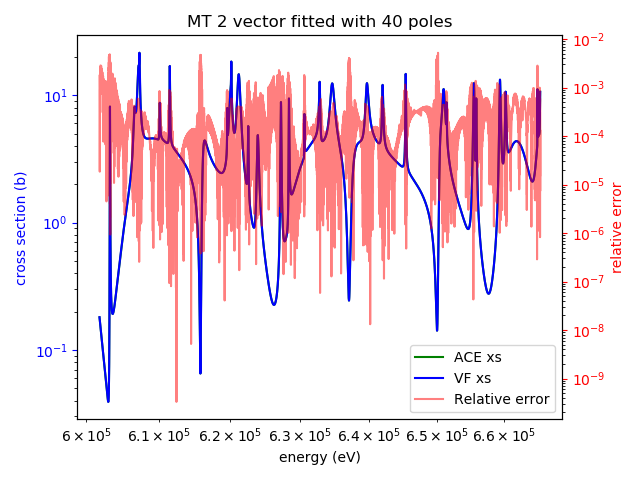 MT 2 vector fitted with 40 poles
10¹
10⁰
10⁻¹
cross section (b)
10⁻²
10⁻³
10⁻⁴
10⁻⁵
10⁻⁶
10⁻⁷
10⁻⁸
10⁻⁹
relative error
ACE xs
VF xs
Relative error
6 × 10⁵ 6.1 × 10⁵ 6.2 × 10⁵ 6.3 × 10⁵ 6.4 × 10⁵ 6.5 × 10⁵ 6.6 × 10⁵
energy (eV)